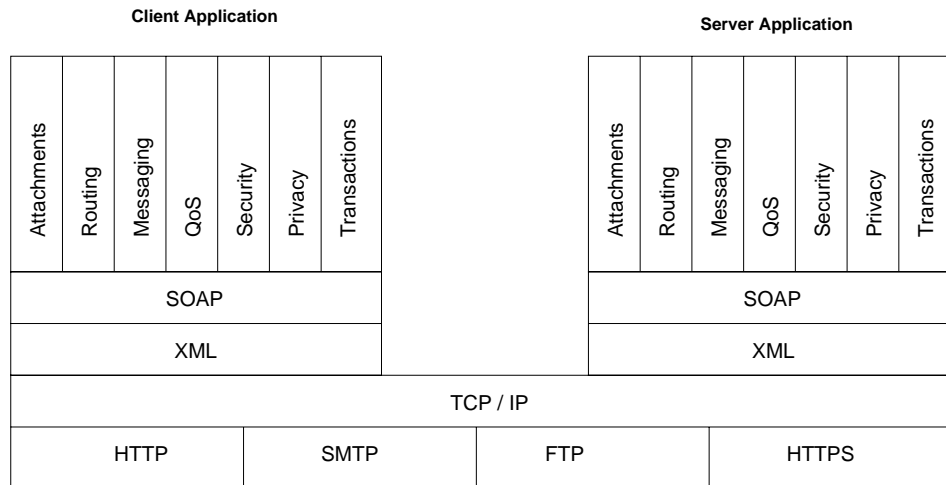 Client Application
Server Application
Attachments
Routing
Messaging
QoS
Security
Privacy
Transactions
Attachments
Routing
Messaging
QoS
Security
Privacy
Transactions
SOAP
SOAP
XML
XML
TCP / IP
HTTP
SMTP
FTP
HTTPS